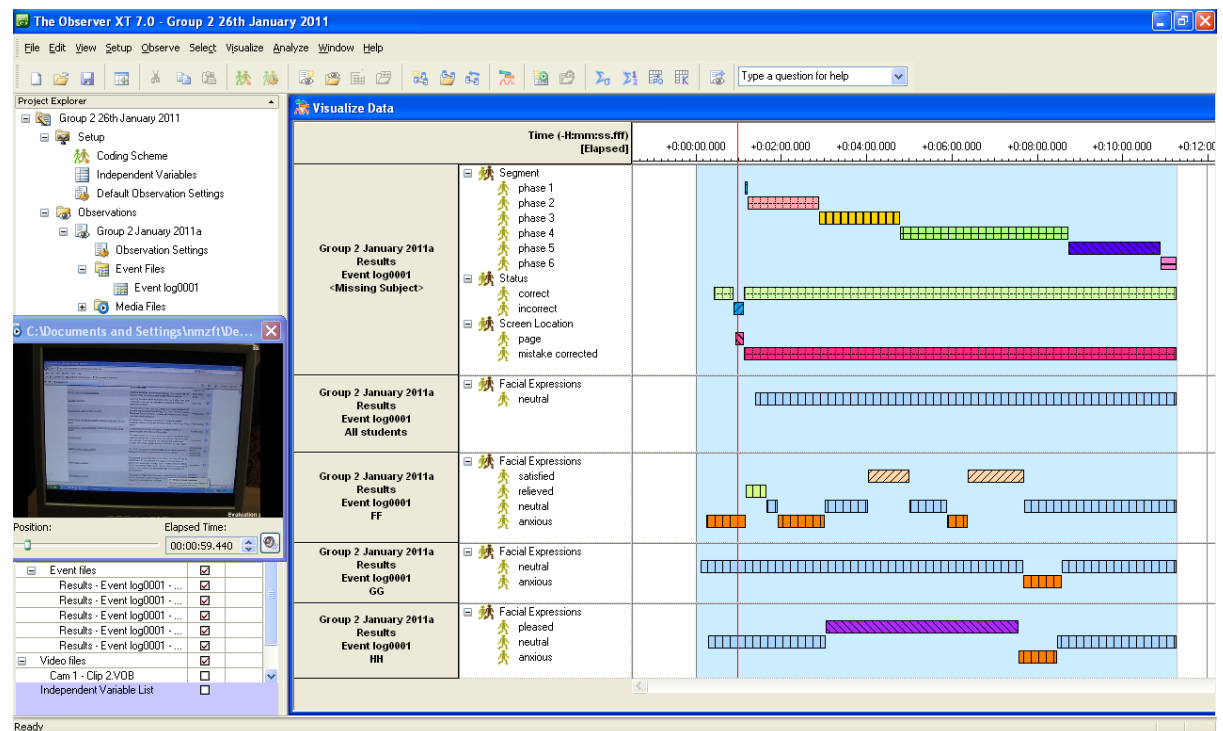 The Observer XT 7.0 - Group 2 26th January 2011
File Edit View Setup Observe Select Visualize Analyze Window Help
Type a question for help
Project Explorer
Group 2 26th January 2011
Setup
Coding Scheme
Independent Variables
Default Observation Settings
Observations
Group 2 January 2011a
Observation Settings
Event Files
Event log0001
Media Files
C:\Documents and Settings\nmzft\De...
Position: Elapsed Time:
00:00:59.440
Event files
Results - Event log0001 - ...
Results - Event log0001 - ...
Results - Event log0001 - ...
Results - Event log0001 - ...
Results - Event log0001 - ...
Video files
Cam 1 - Clip 2.VOB
Independent Variable List
Visualize Data
Time (-H:mm:ss.fff)
[Elapsed]
+0:00:00.000 +0:02:00.000 +0:04:00.000 +0:06:00.000 +0:08:00.000 +0:10:00.000 +0:12:00
Group 2 January 2011a
Results
Event log0001
<Missing Subject>
Segment
phase 1
phase 2
phase 3
phase 4
phase 5
phase 6
Status
correct
incorrect
Screen Location
page
mistake corrected
Group 2 January 2011a
Results
Event log0001
All students
Facial Expressions
neutral
Group 2 January 2011a
Results
Event log0001
FF
Facial Expressions
satisfied
relieved
neutral
anxious
Group 2 January 2011a
Results
Event log0001
GG
Facial Expressions
neutral
anxious
Group 2 January 2011a
Results
Event log0001
HH
Facial Expressions
pleased
neutral
anxious
Ready